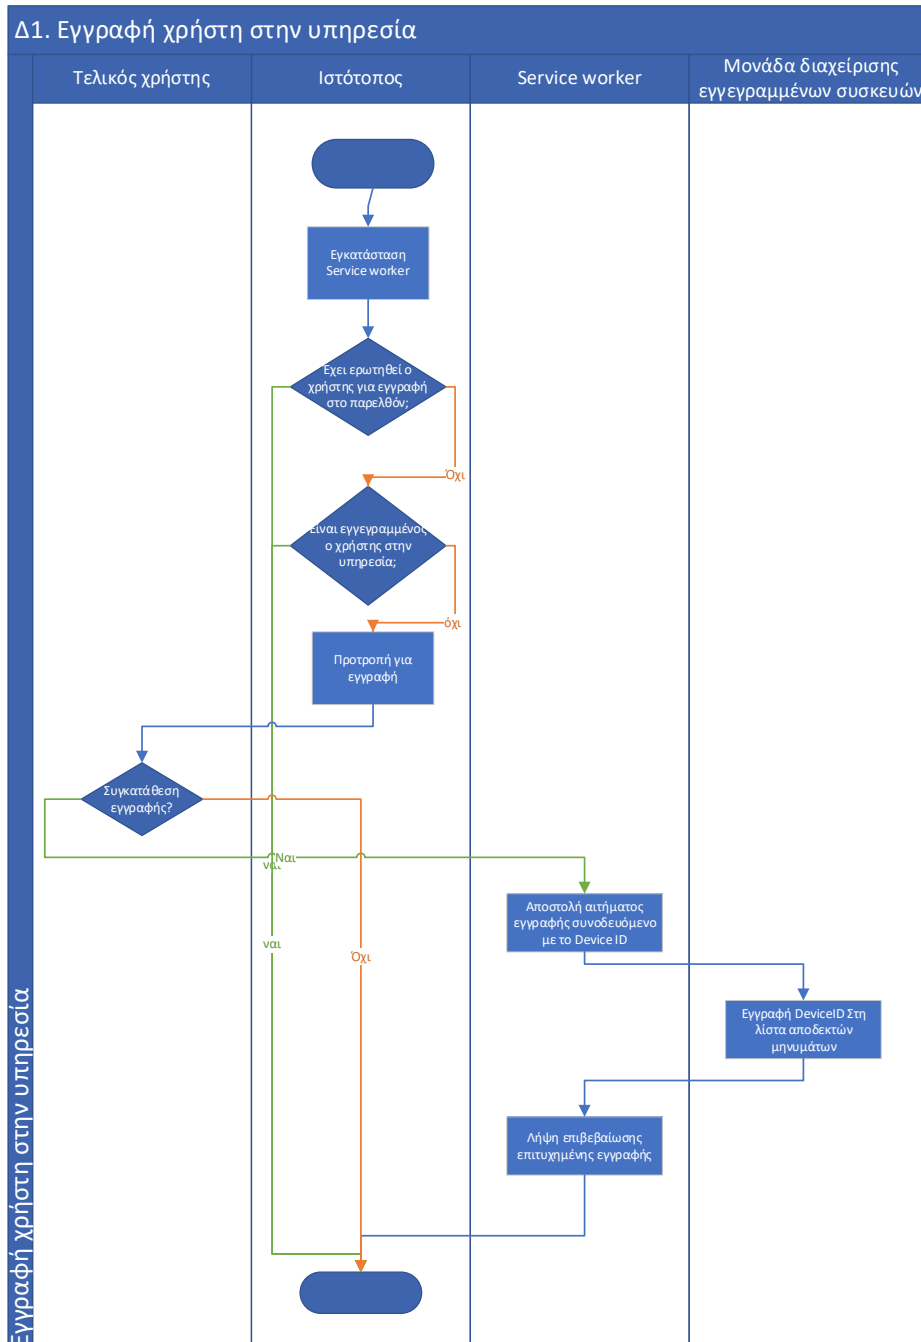 Δ1. Εγγραφή χρήστη στην υπηρεσία
Εγγραφή χρήστη στην υπηρεσία
Τελικός χρήστης
Ιστότοπος
Service worker
Μονάδα διαχείρισης
εγγεγραμμένων συσκευών
Εγκατάσταση
Service worker
Έχει ερωτηθεί ο
χρήστης για εγγραφή
στο παρελθόν;
Όχι
Είναι εγγεγραμμένος
ο χρήστης στην
υπηρεσία;
όχι
Προτροπή για
εγγραφή
Συγκατάθεση
εγγραφής?
Ναι
ναι
ναι
Όχι
Αποστολή αιτήματος
εγγραφής συνοδευόμενο
με το Device ID
Εγγραφή DeviceID Στη
λίστα αποδεκτών
μηνυμάτων
Λήψη επιβεβαίωσης
επιτυχημένης εγγραφής